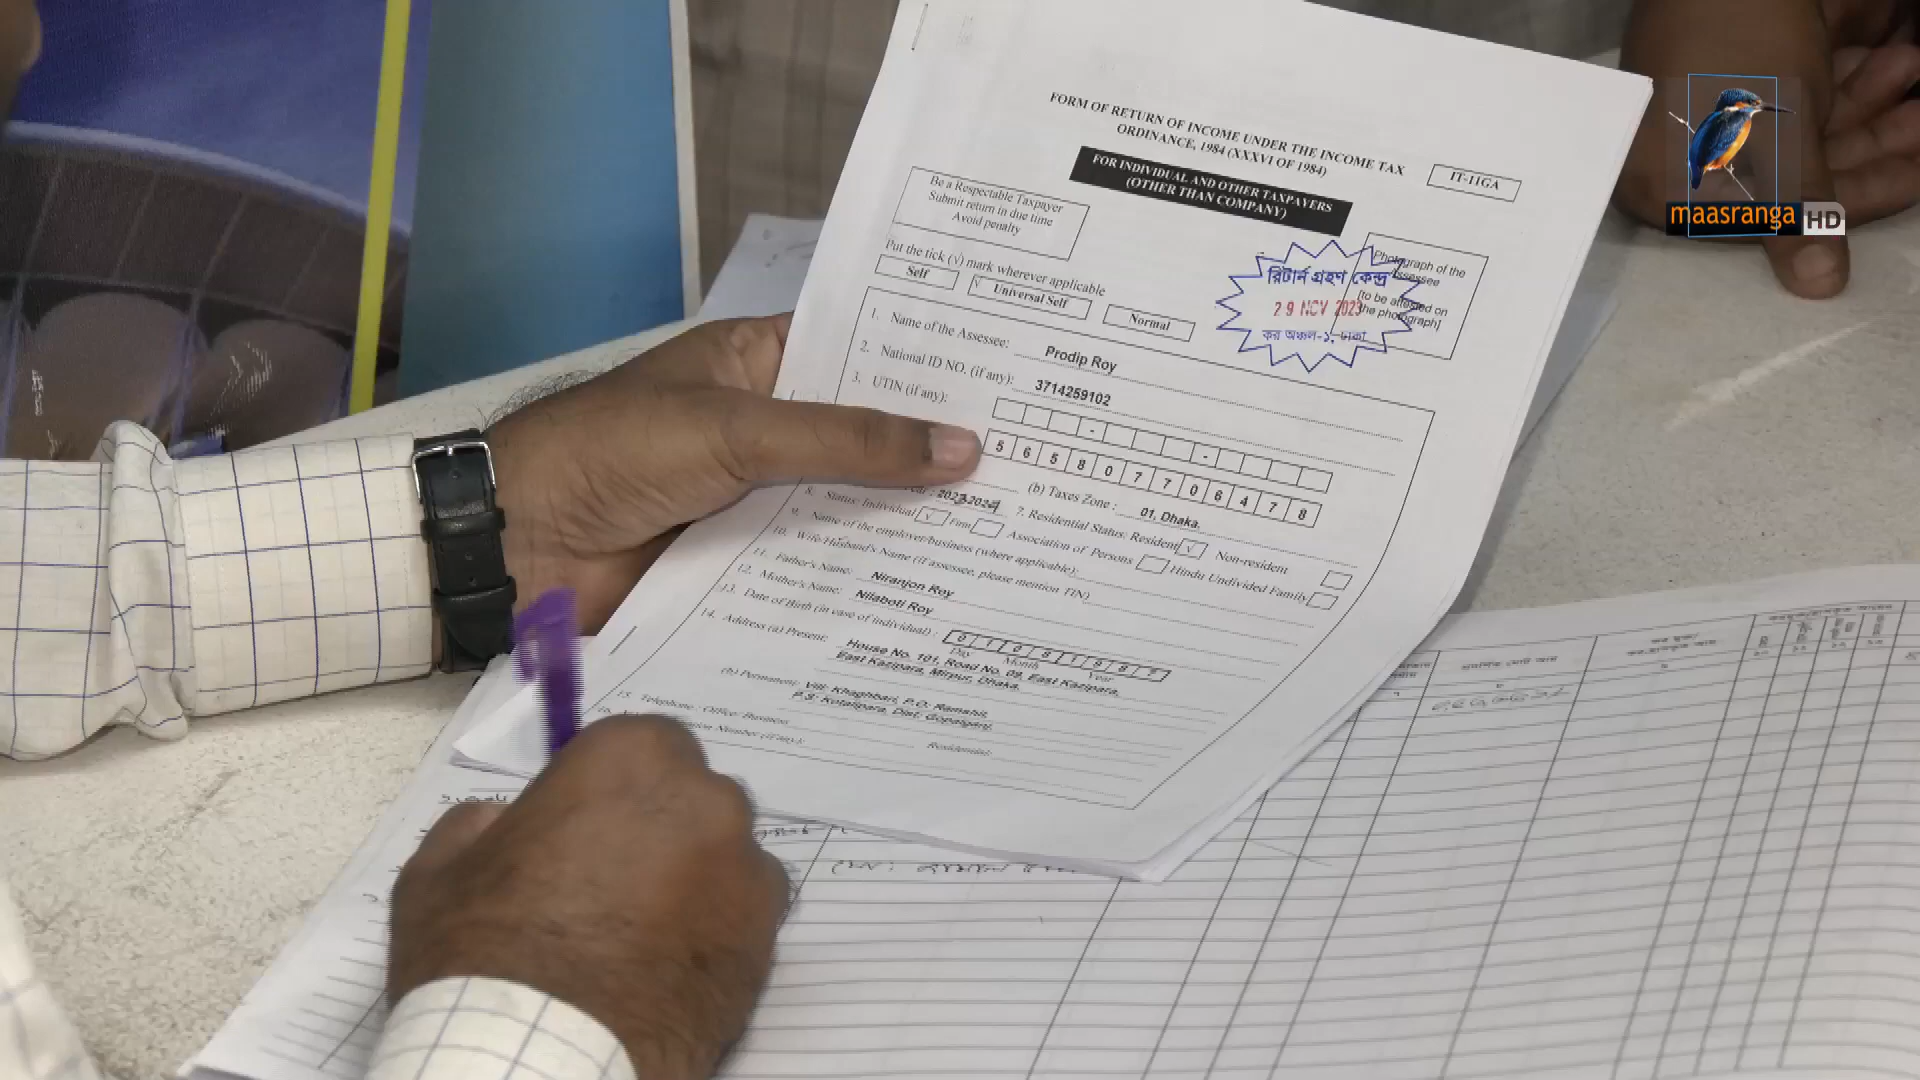 FORM OF RETURN OF INCOME UNDER THE INCOME TAX
ORDINANCE, 1984 (XXXVI OF 1984)
IT-11GA
FOR INDIVIDUAL AND OTHER TAXPAYERS
(OTHER THAN COMPANY)
Be a Respectable Taxpayer
Submit return in due time
Avoid penalty
maasranga HD
Put the tick (√) mark wherever applicable
Self
√ Universal Self
Normal
Photograph of the
Assessee
[to be attested on
the photograph]
রিটার্ন গ্রহণ কেন্দ্র
29 NOV 2023
কর অঞ্চল-১, ঢাকা
1. Name of the Assessee: Prodip Roy
2. National ID NO. (if any): 3714259102
3. UTIN (if any):
5 6 5 8 0 7 7 0 6 4 7 8
(b) Taxes Zone : 01, Dhaka.
7. Residential Status: Resident √ Non-resident
8. Status: Individual √ Firm Association of Persons Hindu Undivided Family
9. Name of the employer/business (where applicable):
10. Wife/Husband's Name (if assessee, please mention TIN)
11. Father's Name: Niranjon Roy
12. Mother's Name: Nilaboti Roy
13. Date of Birth (in case of individual) :
Day Month Year
14. Address (a) Present: House No. 101, Road No. 09, East Kazipara,
East Kazipara, Mirpur, Dhaka.
(b) Permanent: Vill: Khaghbari, P.O: Ramshil,
P.S: Kotalipara, Dist: Gopalganj.
15. Telephone : Office/ Business Residential:
Number (if any):